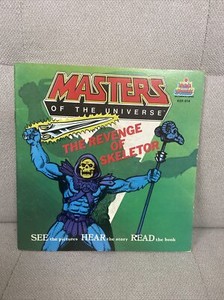 MASTERS
OF THE UNIVERSE
THE REVENGE OF
SKELETOR
SEE the pictures HEAR the story READ the book